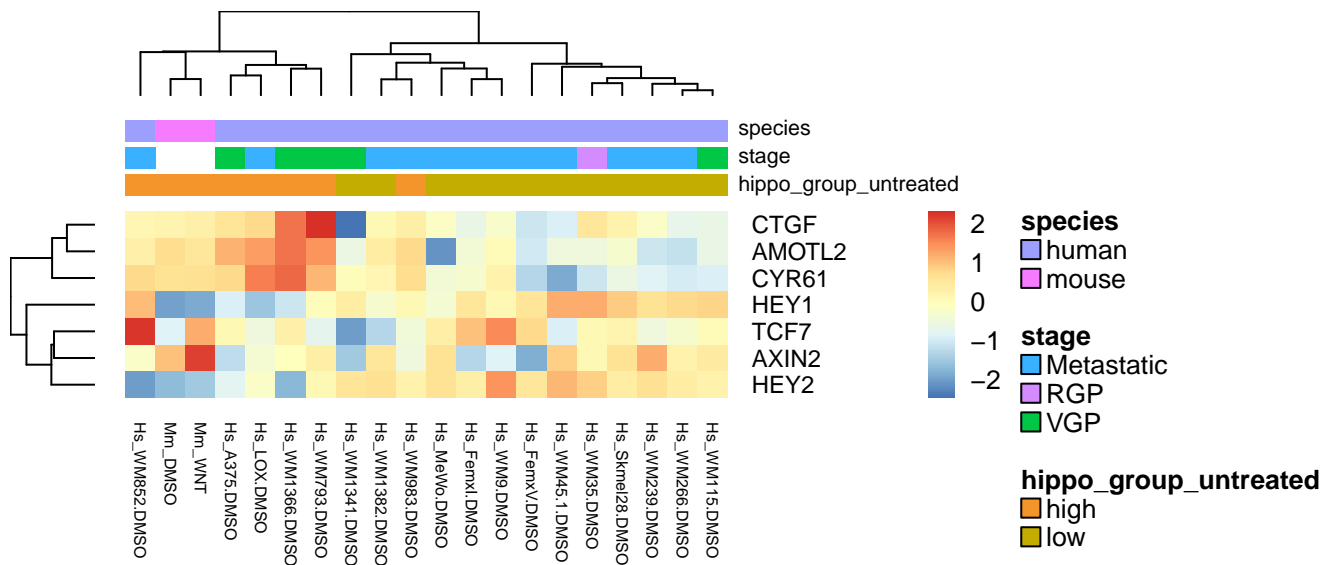 species
stage
hippo_group_untreated
CTGF
AMOTL2
CYR61
HEY1
TCF7
AXIN2
HEY2
Hs_WM852.DMSO
Mm_DMSO
Mm_WNT
Hs_A375.DMSO
Hs_LOX.DMSO
Hs_WM1366.DMSO
Hs_WM793.DMSO
Hs_WM1341.DMSO
Hs_WM1382.DMSO
Hs_WM983.DMSO
Hs_MeWo.DMSO
Hs_FemxI.DMSO
Hs_WM9.DMSO
Hs_FemxV.DMSO
Hs_WM45.1.DMSO
Hs_WM35.DMSO
Hs_Skmel28.DMSO
Hs_WM239.DMSO
Hs_WM266.DMSO
Hs_WM115.DMSO
2
1
0
−1
−2
species
human
mouse
stage
Metastatic
RGP
VGP
hippo_group_untreated
high
low